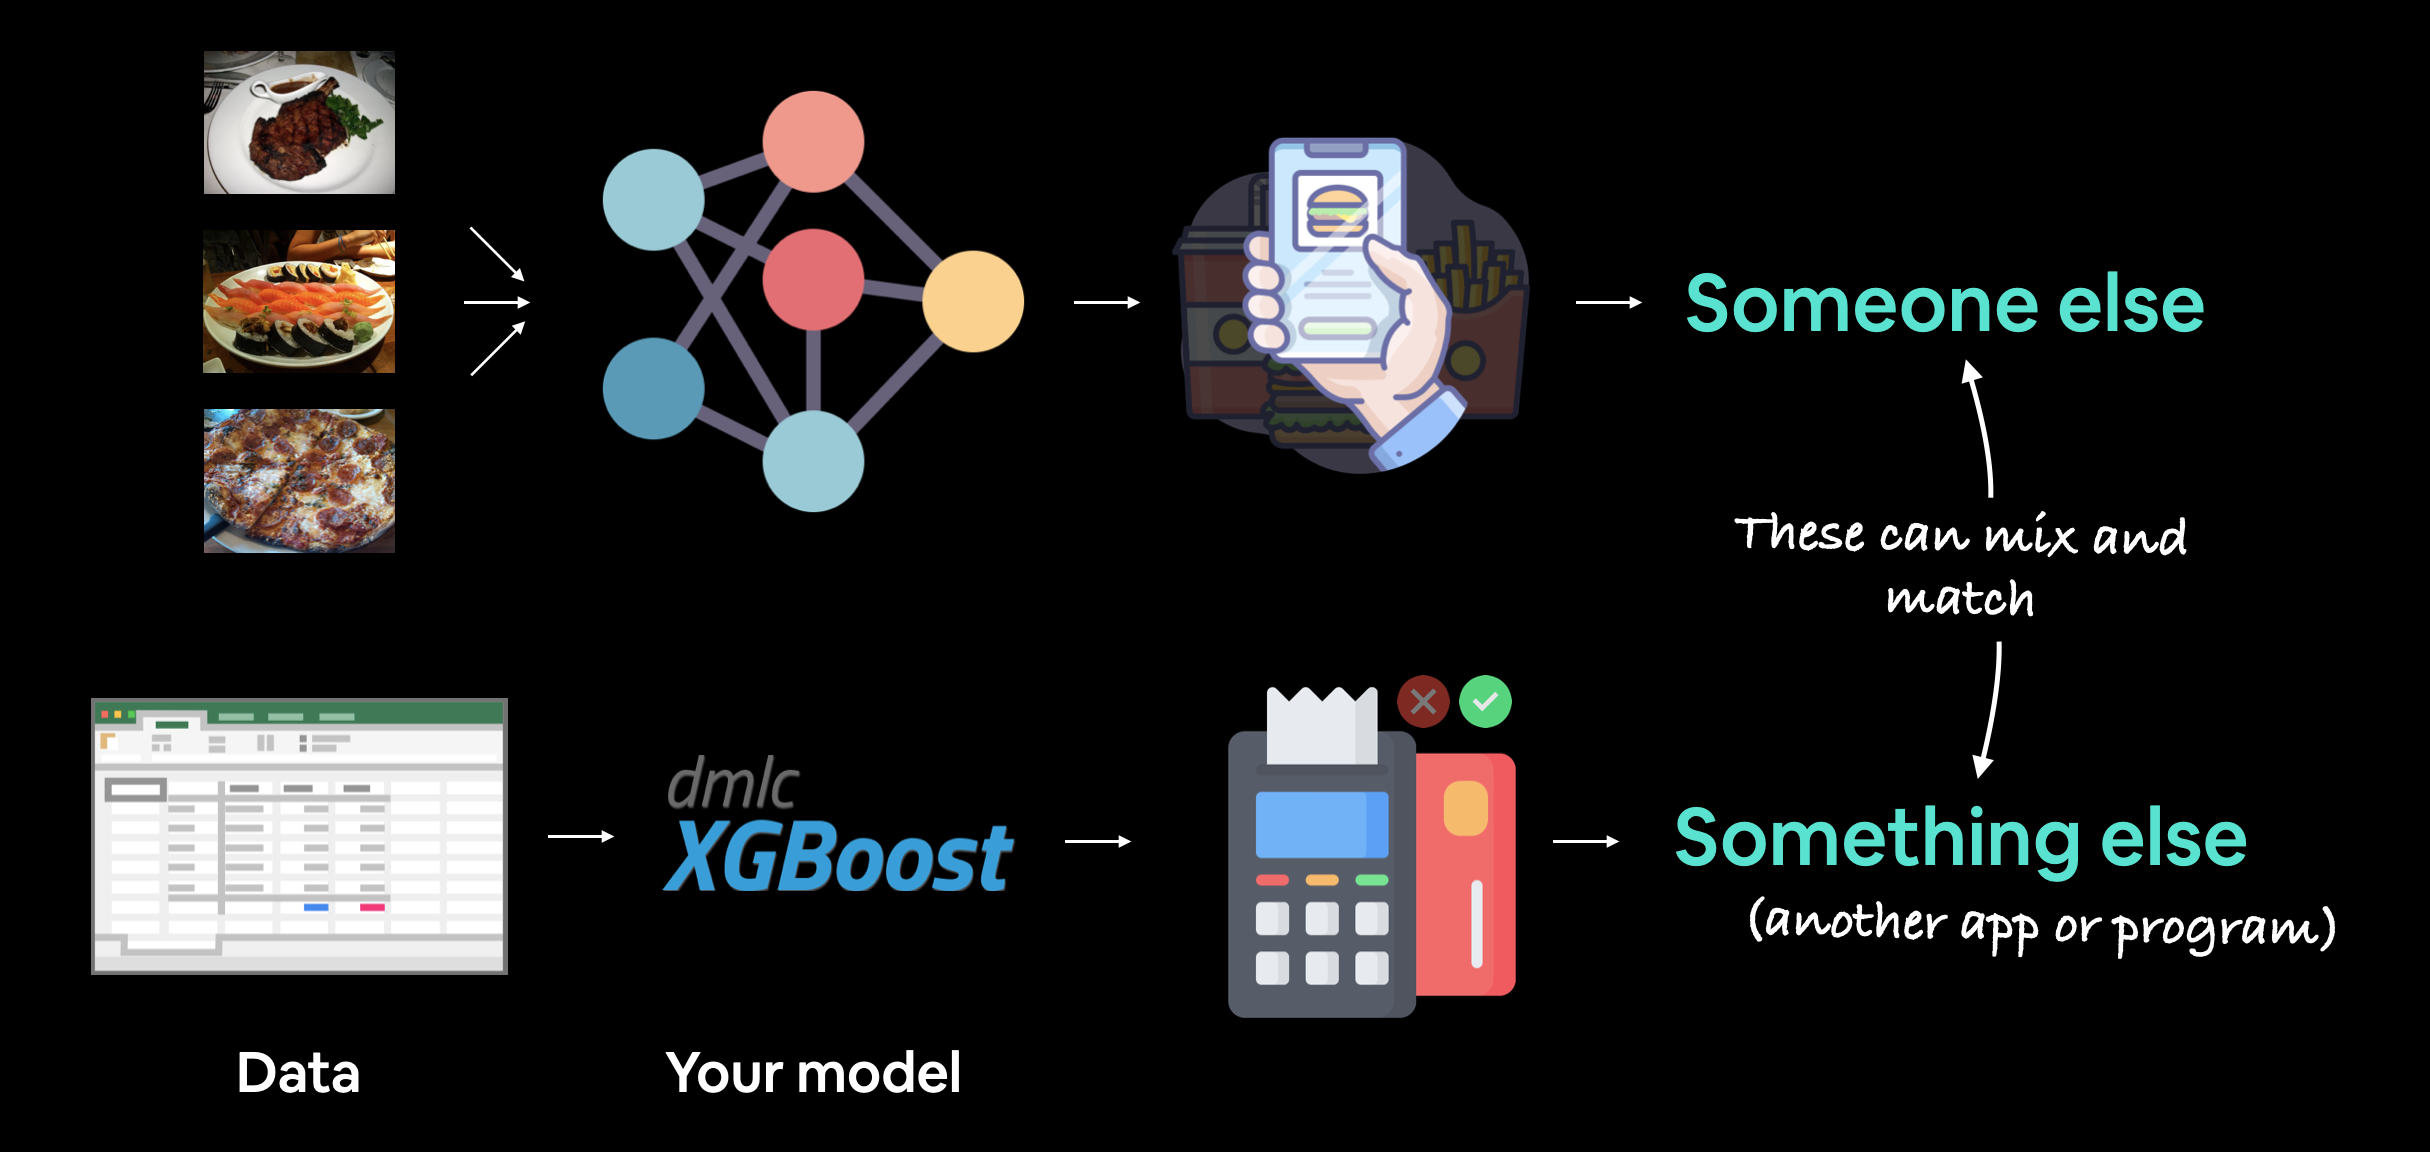 Someone else
These can mix and
match
dmlc
XGBoost
Something else
(another app or program)
Data
Your model